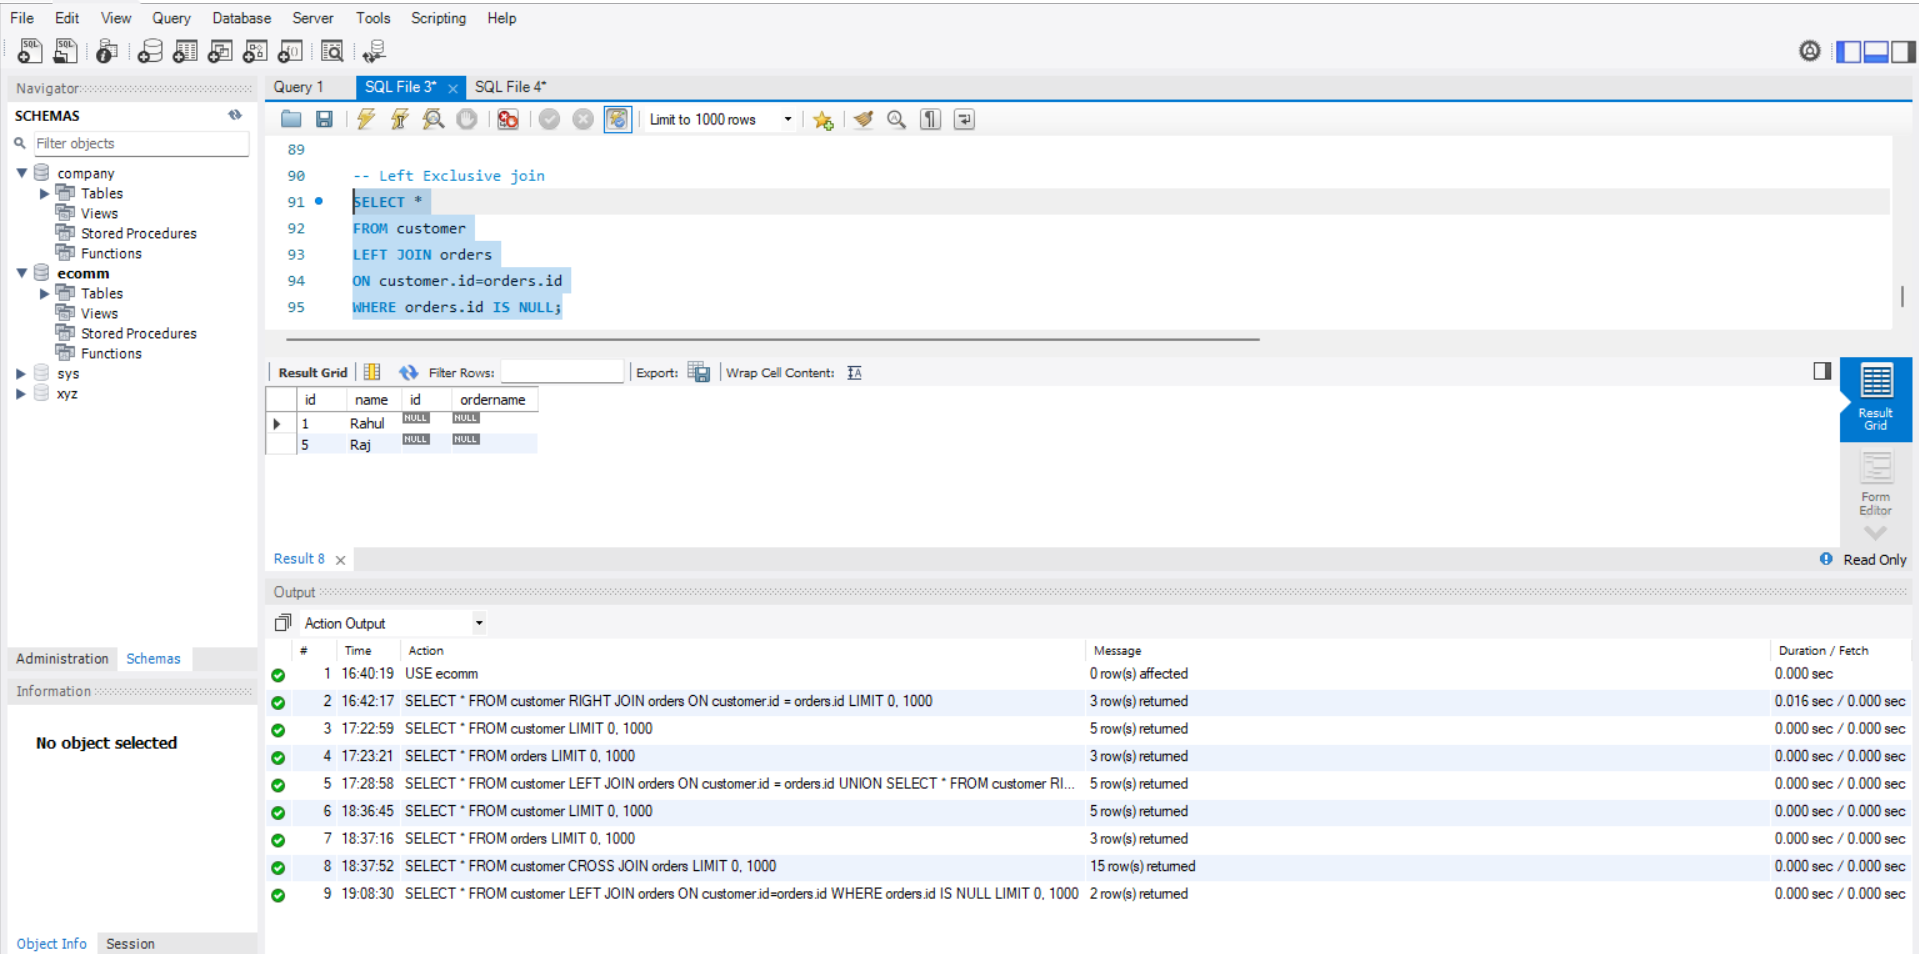 File Edit View Query Database Server Tools Scripting Help
Navigator
SCHEMAS
Filter objects
company
Tables
Views
Stored Procedures
Functions
ecomm
Tables
Views
Stored Procedures
Functions
sys
xyz
Administration Schemas
Information
No object selected
Object Info Session
Query 1 SQL File 3* SQL File 4*
Limit to 1000 rows
89
90 -- Left Exclusive join
91 SELECT *
92 FROM customer
93 LEFT JOIN orders
94 ON customer.id=orders.id
95 WHERE orders.id IS NULL;
Result Grid Filter Rows: Export: Wrap Cell Content:
id name id ordername
1 Rahul NULL NULL
5 Raj NULL NULL
Result Grid
Form Editor
Result 8 Read Only
Output
Action Output
# Time Action Message Duration / Fetch
1 16:40:19 USE ecomm 0 row(s) affected 0.000 sec
2 16:42:17 SELECT * FROM customer RIGHT JOIN orders ON customer.id = orders.id LIMIT 0, 1000 3 row(s) returned 0.016 sec / 0.000 sec
3 17:22:59 SELECT * FROM customer LIMIT 0, 1000 5 row(s) returned 0.000 sec / 0.000 sec
4 17:23:21 SELECT * FROM orders LIMIT 0, 1000 3 row(s) returned 0.000 sec / 0.000 sec
5 17:28:58 SELECT * FROM customer LEFT JOIN orders ON customer.id = orders.id UNION SELECT * FROM customer RI... 5 row(s) returned 0.000 sec / 0.000 sec
6 18:36:45 SELECT * FROM customer LIMIT 0, 1000 5 row(s) returned 0.000 sec / 0.000 sec
7 18:37:16 SELECT * FROM orders LIMIT 0, 1000 3 row(s) returned 0.000 sec / 0.000 sec
8 18:37:52 SELECT * FROM customer CROSS JOIN orders LIMIT 0, 1000 15 row(s) returned 0.000 sec / 0.000 sec
9 19:08:30 SELECT * FROM customer LEFT JOIN orders ON customer.id=orders.id WHERE orders.id IS NULL LIMIT 0, 1000 2 row(s) returned 0.000 sec / 0.000 sec